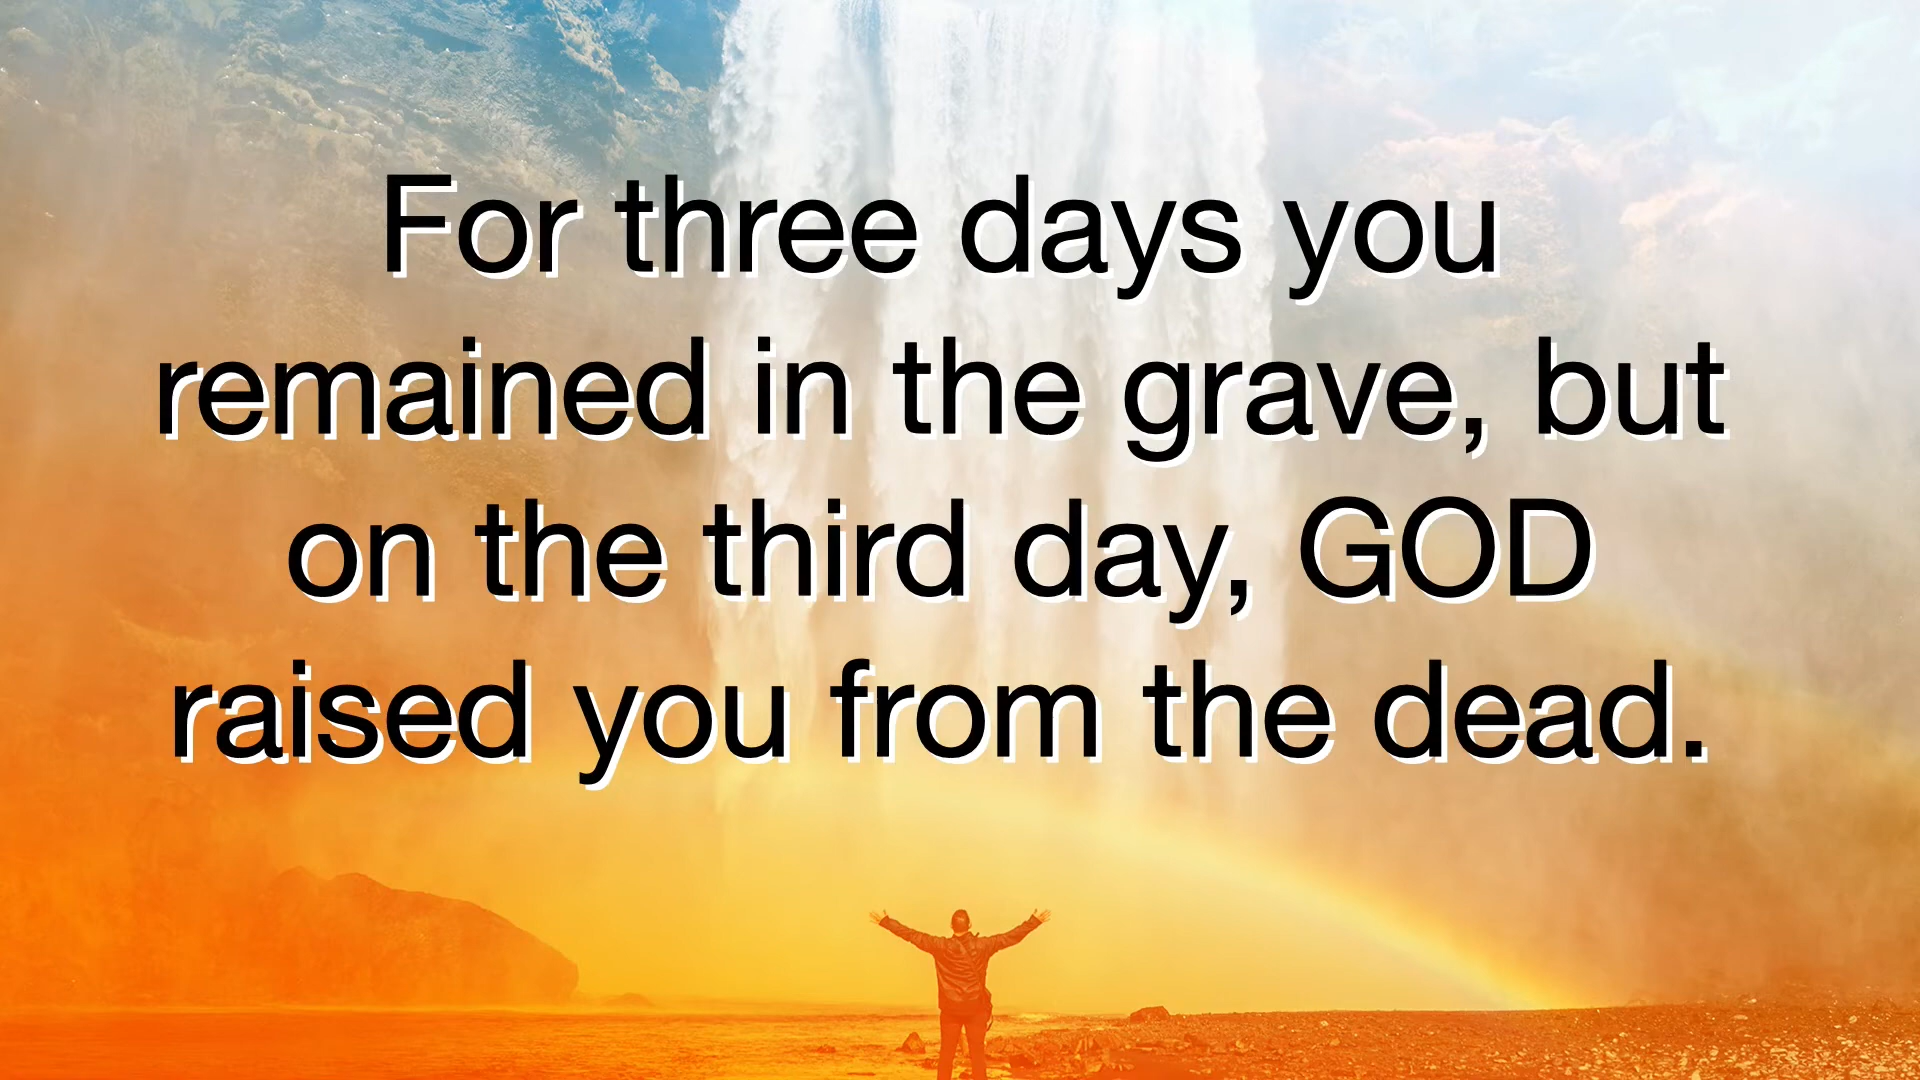 For three days you
remained in the grave, but
on the third day, GOD
raised you from the dead.